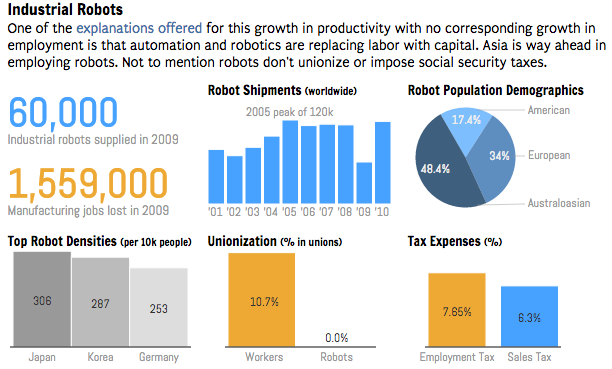 Industrial Robots
One of the explanations offered for this growth in productivity with no corresponding growth in
employment is that automation and robotics are replacing labor with capital. Asia is way ahead in
employing robots. Not to mention robots don't unionize or impose social security taxes.
60,000
Industrial robots supplied in 2009
1,559,000
Manufacturing jobs lost in 2009
Robot Shipments (worldwide)
2005 peak of 120k
'01 '02 '03 '04 '05 '06 '07 '08 '09 '10
Robot Population Demographics
17.4%
34%
48.4%
American
European
Australoasian
Top Robot Densities (per 10k people)
306
287
253
Japan Korea Germany
Unionization (% in unions)
10.7%
0.0%
Workers Robots
Tax Expenses (%)
7.65%
6.3%
Employment Tax Sales Tax